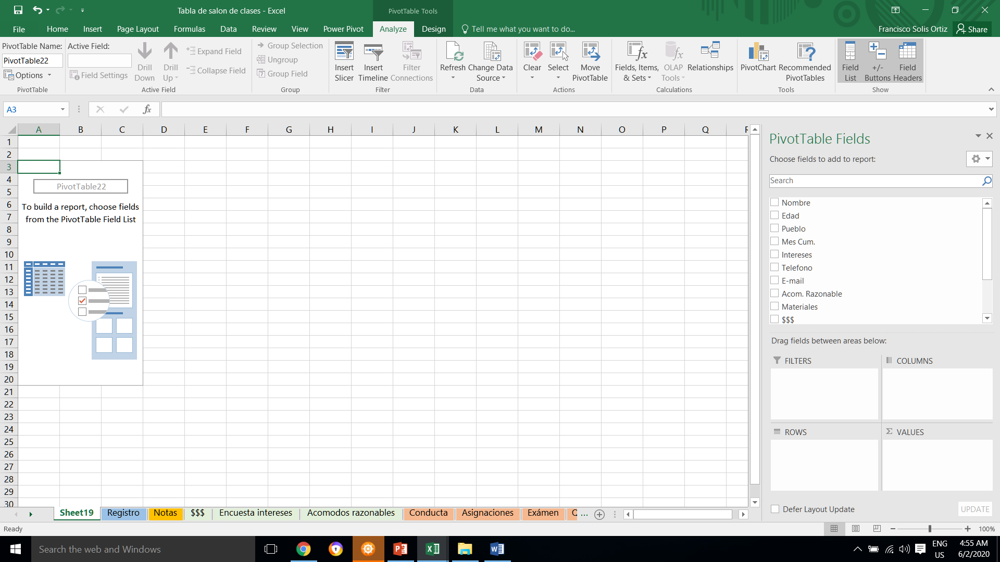 Tabla de salon de clases - Excel
PivotTable Tools
File Home Insert Page Layout Formulas Data Review View Power Pivot Analyze Design Tell me what you want to do... Francisco Solis Ortiz Share
PivotTable Name:
PivotTable22
Options
PivotTable
Active Field:
Field Settings
Drill Down
Drill Up
Expand Field
Collapse Field
Active Field
Group Selection
Ungroup
Group Field
Group
Insert Slicer
Insert Timeline
Filter Connections
Filter
Refresh
Change Data Source
Data
Clear
Select
Move PivotTable
Actions
Fields, Items, & Sets
OLAP Tools
Relationships
Calculations
PivotChart
Recommended PivotTables
Tools
Field List
+/- Buttons
Field Headers
Show
A3
fx
A B C D E F G H I J K L M N O P Q R
1
2
3
4
5
6
7
8
9
10
11
12
13
14
15
16
17
18
19
20
21
22
23
24
25
26
27
28
29
30
PivotTable22
To build a report, choose fields
from the PivotTable Field List
PivotTable Fields
Choose fields to add to report:
Search
Nombre
Edad
Pueblo
Mes Cum.
Intereses
Telefono
E-mail
Acom. Razonable
Materiales
$$$
Drag fields between areas below:
FILTERS
COLUMNS
ROWS
VALUES
Defer Layout Update
UPDATE
Sheet19 Registro Notas $$$ Encuesta intereses Acomodos razonables Conducta Asignaciones Exámen ...
Ready
100%
Search the web and Windows
ENG
US
4:55 AM
6/2/2020